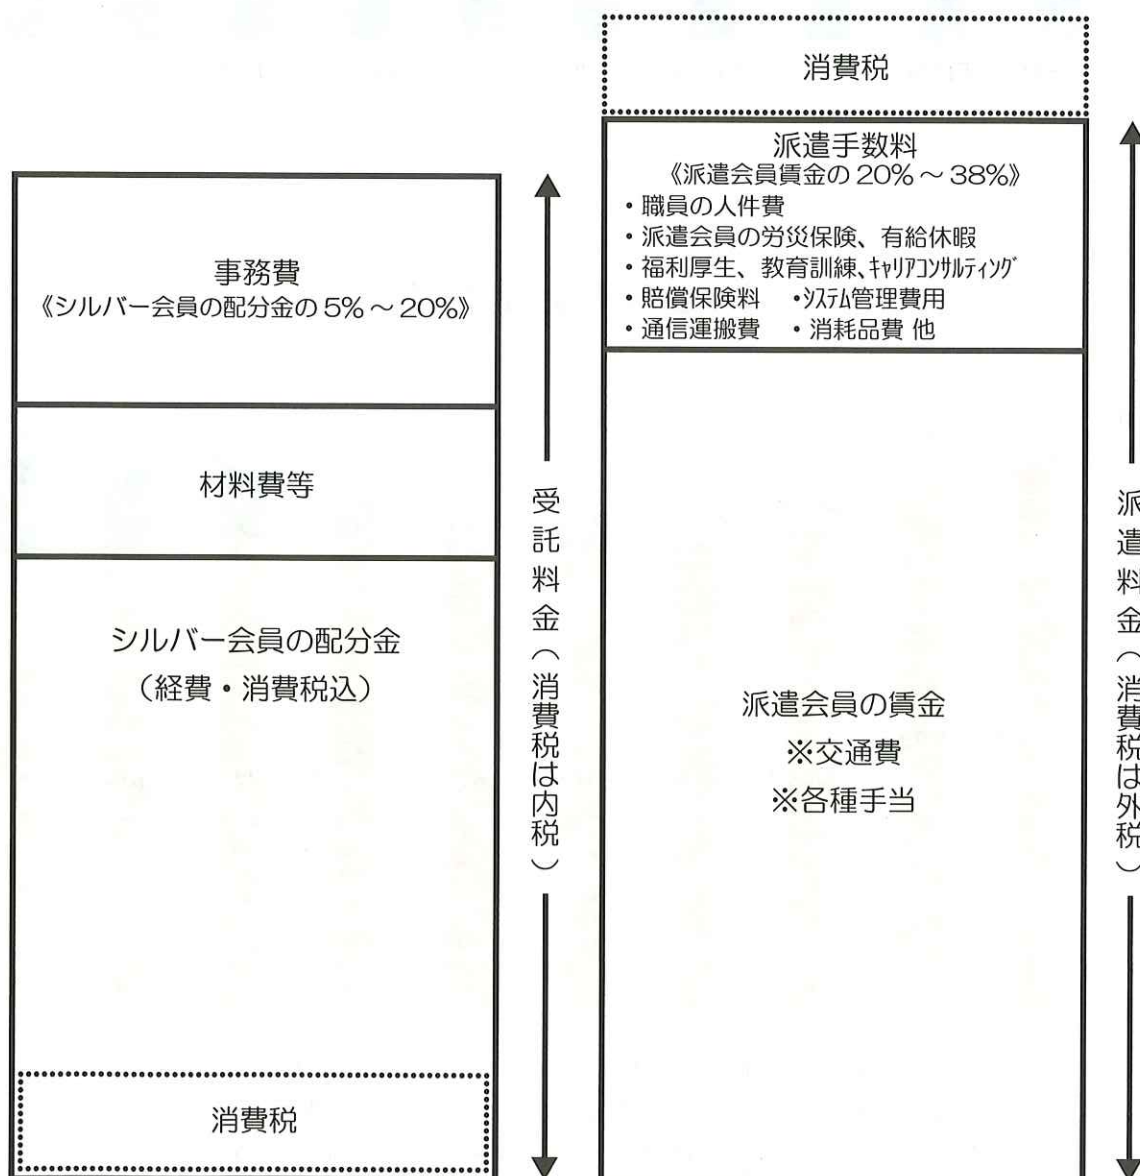 事務費
《シルバー会員の配分金の5%～20%》
材料費等
シルバー会員の配分金
（経費・消費税込）
消費税
受託料金（消費税は内税）
消費税
派遣手数料
《派遣会員賃金の20%～38%》
・職員の人件費
・派遣会員の労災保険、有給休暇
・福利厚生、教育訓練、ｷｬﾘｱｺﾝｻﾙﾃｨﾝｸﾞ
・賠償保険料　・ｼｽﾃﾑ管理費用
・通信運搬費　・消耗品費 他
派遣会員の賃金
※交通費
※各種手当
派遣料金（消費税は外税）